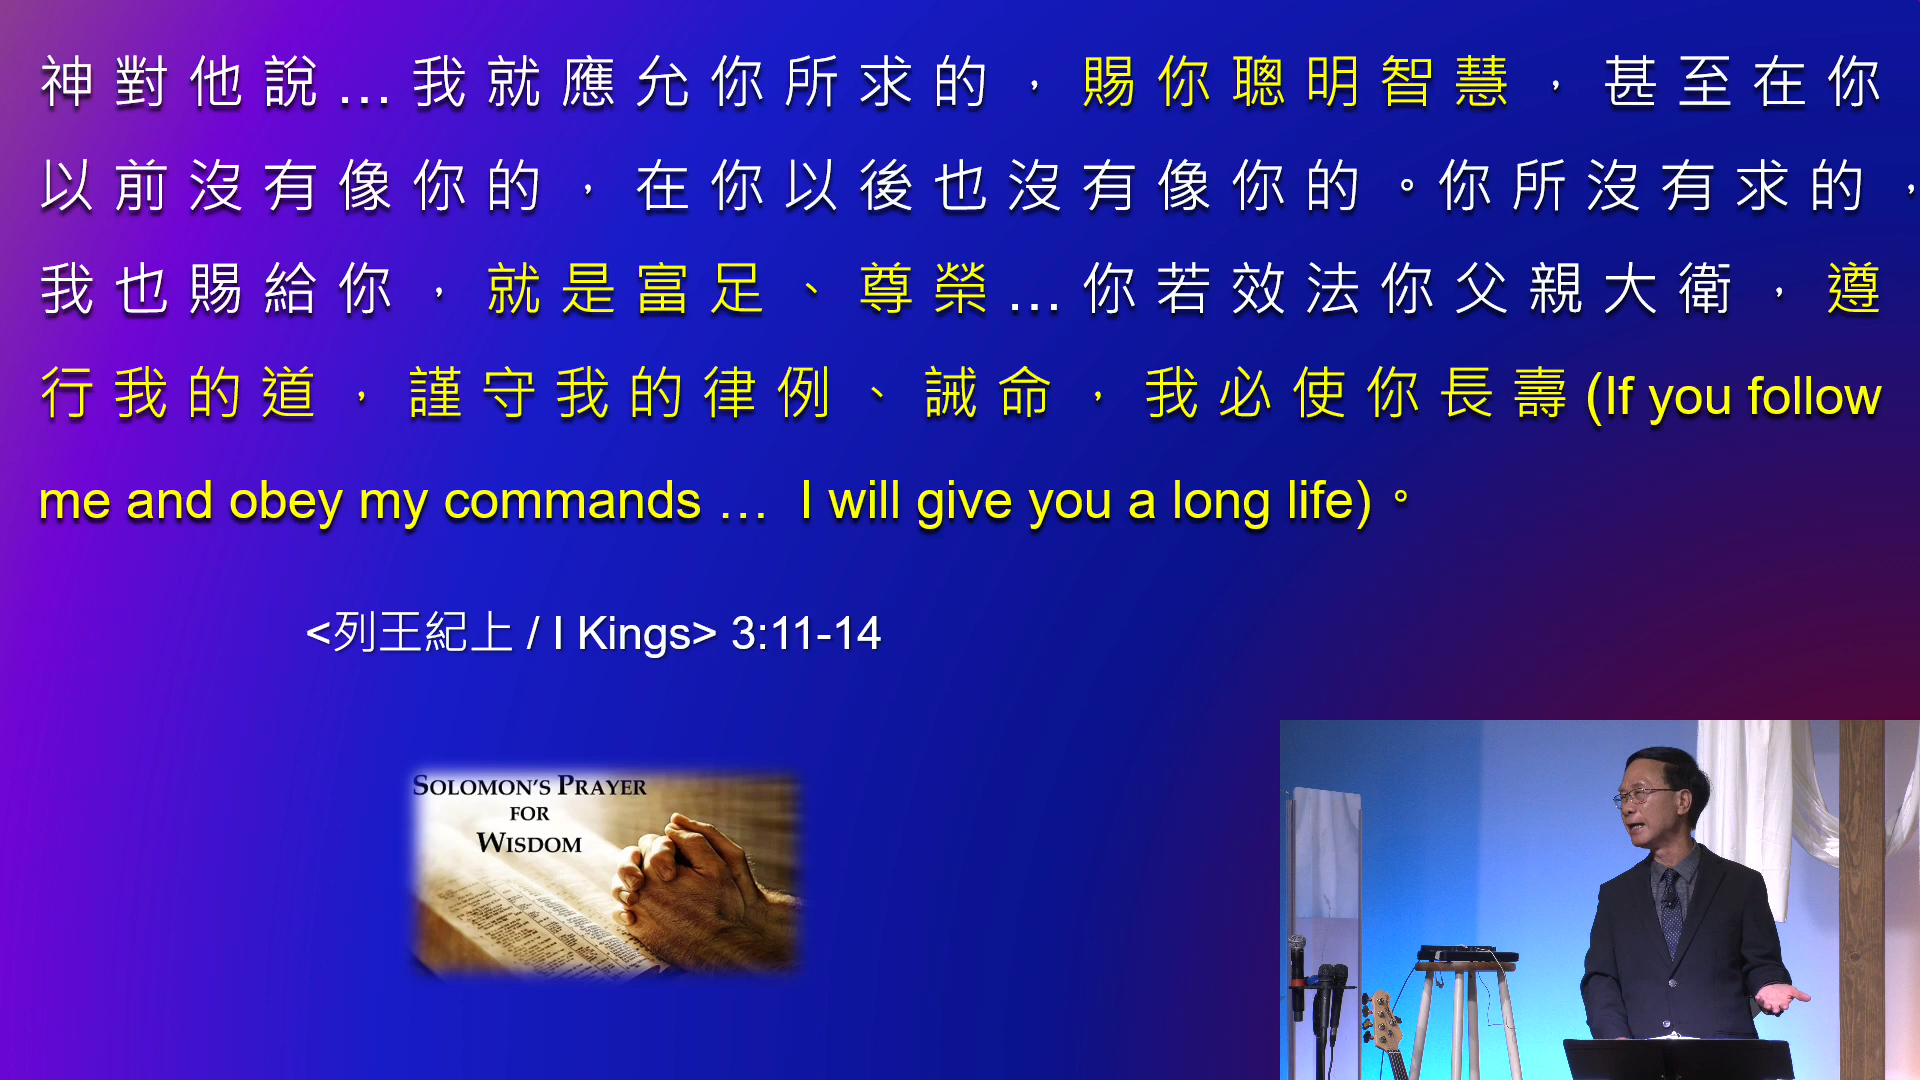 神對他說…我就應允你所求的，賜你聰明智慧，甚至在你
以前沒有像你的，在你以後也沒有像你的。你所沒有求的，
我也賜給你，就是富足、尊榮…你若效法你父親大衛，遵
行我的道，謹守我的律例、誡命，我必使你長壽(If you follow
me and obey my commands … I will give you a long life)。
<列王紀上 / I Kings> 3:11-14
SOLOMON'S PRAYER
FOR
WISDOM